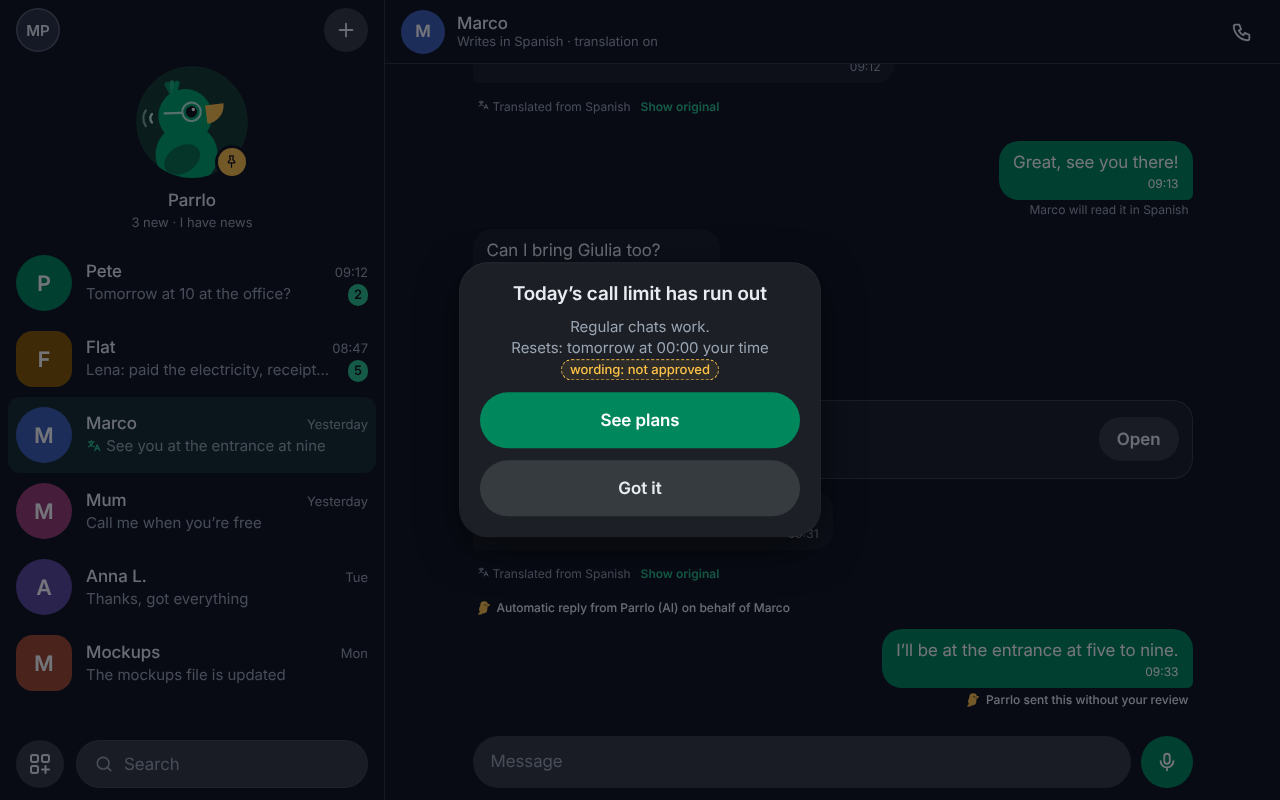 MP
Parrlo
3 new · I have news
P
Pete
09:12
Tomorrow at 10 at the office?
2
F
Flat
08:47
Lena: paid the electricity, receipt...
5
M
Marco
Yesterday
See you at the entrance at nine
M
Mum
Yesterday
Call me when you’re free
A
Anna L.
Tue
Thanks, got everything
M
Mockups
Mon
The mockups file is updated
Search
M
Marco
Writes in Spanish · translation on
09:12
Translated from Spanish Show original
Great, see you there!
09:13
Marco will read it in Spanish
Can I bring Giulia too?
Today’s call limit has run out
Regular chats work.
Resets: tomorrow at 00:00 your time
wording: not approved
See plans
Got it
Open
Translated from Spanish Show original
Automatic reply from Parrlo (AI) on behalf of Marco
I’ll be at the entrance at five to nine.
09:33
Parrlo sent this without your review
Message